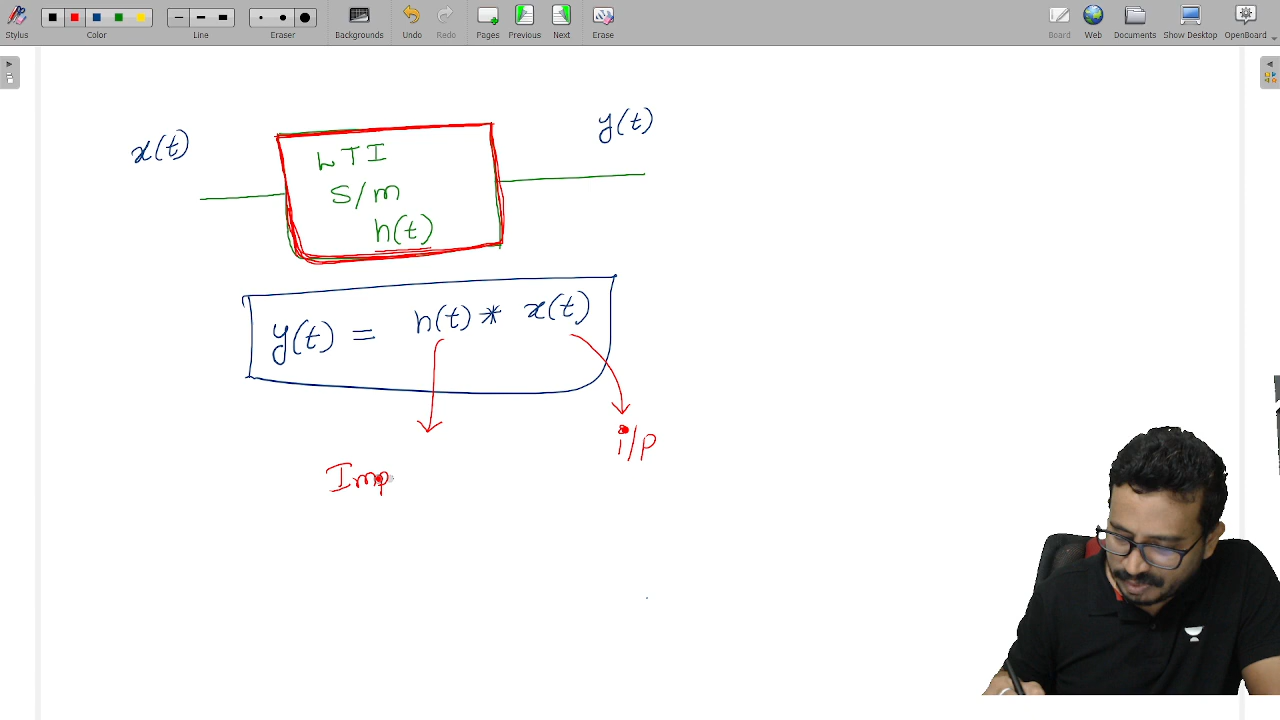 Stylus
Color
Line
Eraser
Backgrounds
Undo
Redo
Pages
Previous
Next
Erase
Board
Web
Documents
Show Desktop
OpenBoard
x(t)
y(t)
LTI
S/m
h(t)
y(t) = h(t) * x(t)
i/p
Imp